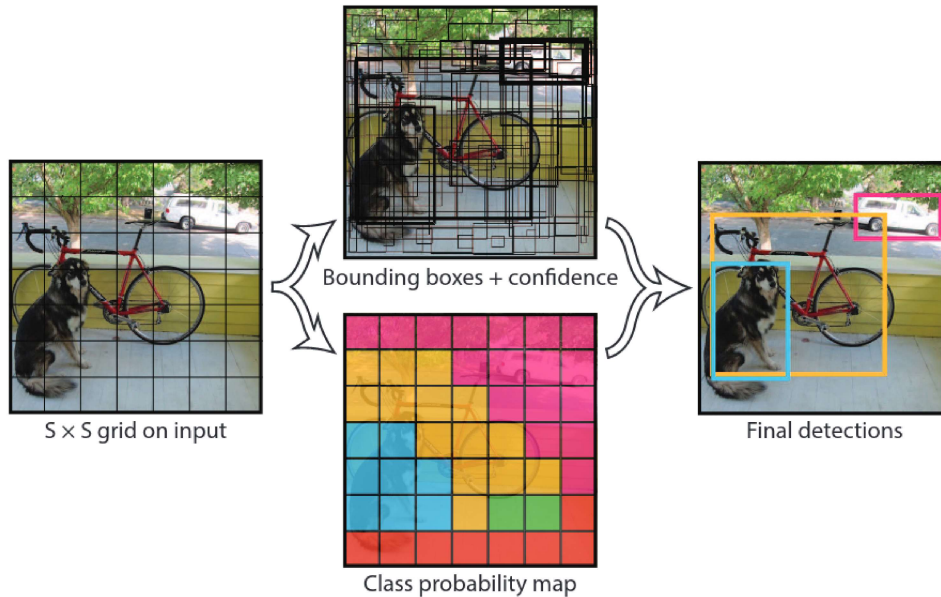 Bounding boxes + confidence
S × S grid on input
Final detections
Class probability map